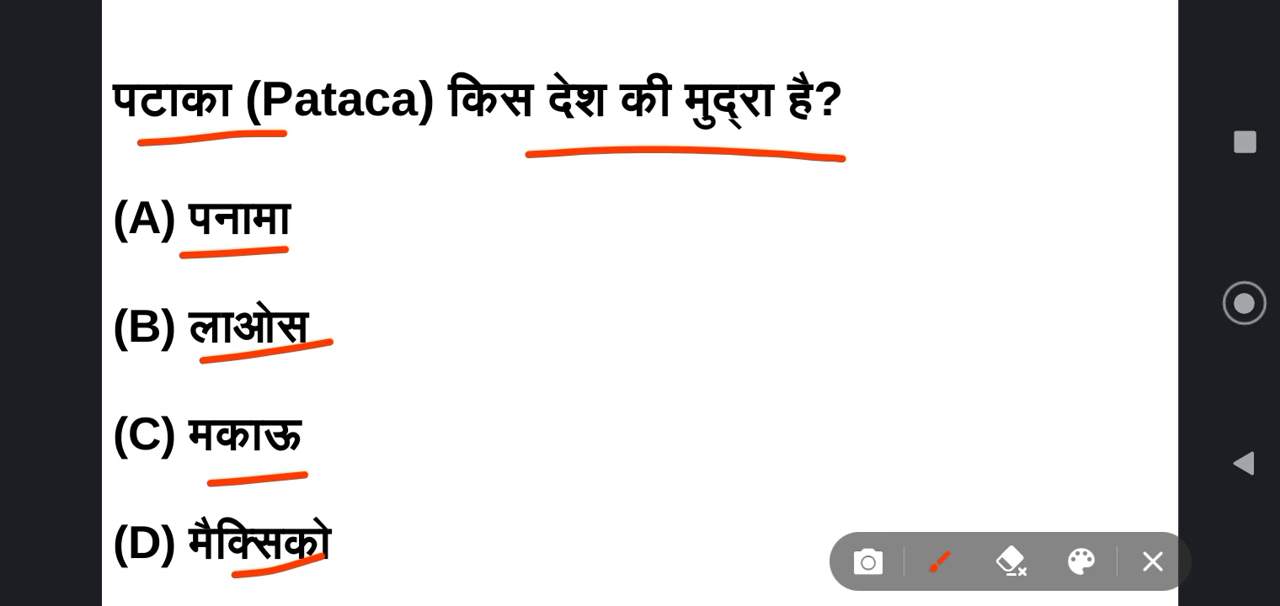 पटाका (Pataca) किस देश की मुद्रा है?
(A) पनामा
(B) लाओस
(C) मकाऊ
(D) मैक्सिको